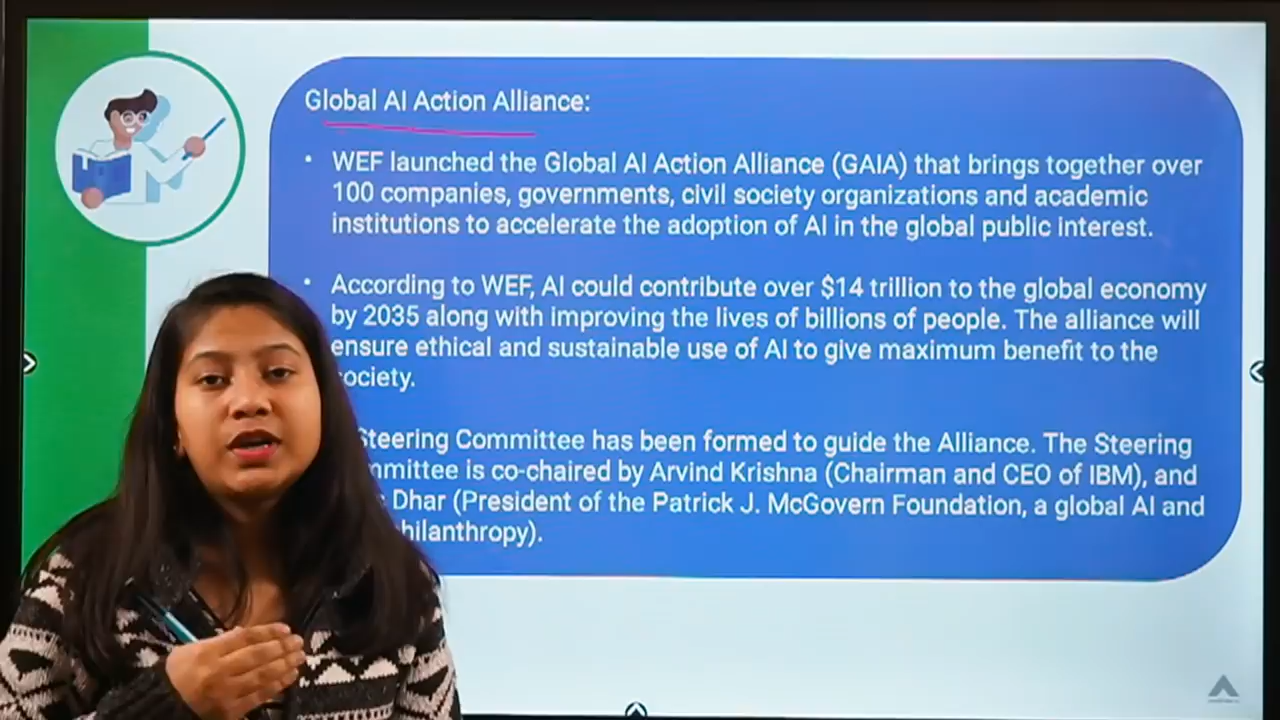 Global AI Action Alliance:
• WEF launched the Global AI Action Alliance (GAIA) that brings together over
100 companies, governments, civil society organizations and academic
institutions to accelerate the adoption of AI in the global public interest.
• According to WEF, AI could contribute over $14 trillion to the global economy
by 2035 along with improving the lives of billions of people. The alliance will
ensure ethical and sustainable use of AI to give maximum benefit to the
ociety.
Steering Committee has been formed to guide the Alliance. The Steering
mmittee is co-chaired by Arvind Krishna (Chairman and CEO of IBM), and
Dhar (President of the Patrick J. McGovern Foundation, a global AI and
hilanthropy).